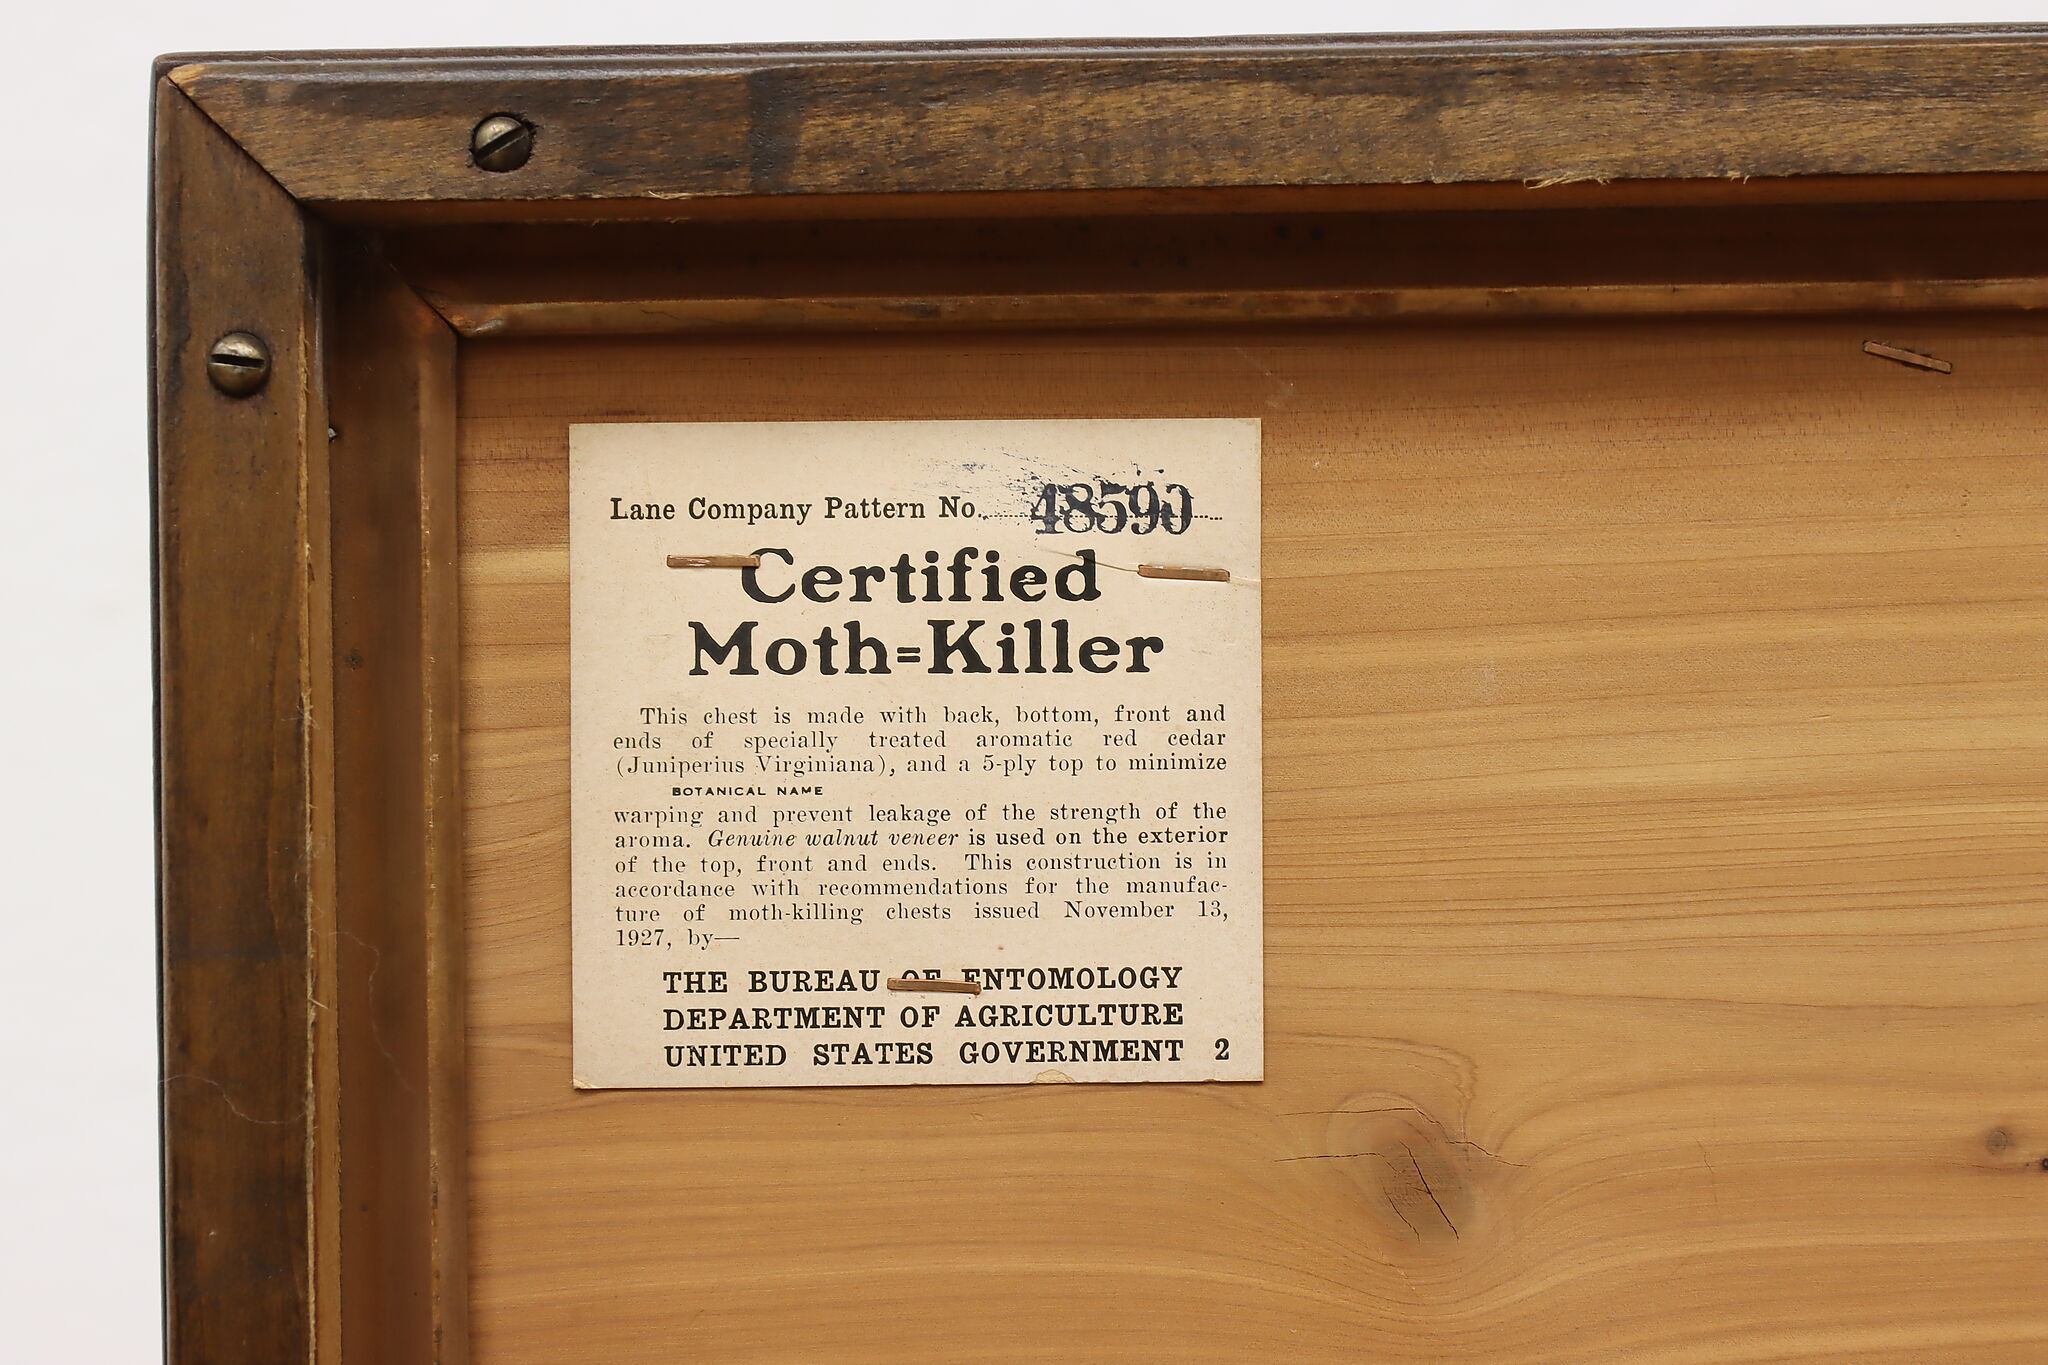 Lane Company Pattern No. 48590
Certified
Moth=Killer
This chest is made with back, bottom, front and
ends of specially treated aromatic red cedar
(Juniperius Virginiana), and a 5-ply top to minimize
BOTANICAL NAME
warping and prevent leakage of the strength of the
aroma. Genuine walnut veneer is used on the exterior
of the top, front and ends. This construction is in
accordance with recommendations for the manufac-
ture of moth-killing chests issued November 13,
1927, by—
THE BUREAU OF ENTOMOLOGY
DEPARTMENT OF AGRICULTURE
UNITED STATES GOVERNMENT 2